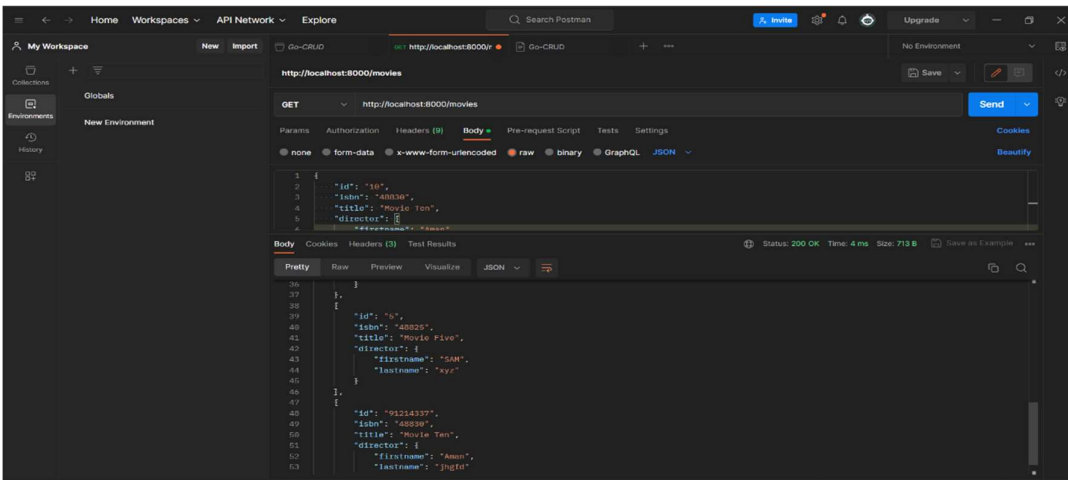 Home Workspaces API Network Explore Search Postman Invite Upgrade
My Workspace New Import Go-CRUD GET http://localhost:8000/r Go-CRUD No Environment
Collections
Environments
History
Globals
New Environment
http://localhost:8000/movies Save
GET http://localhost:8000/movies Send
Params Authorization Headers (9) Body Pre-request Script Tests Settings Cookies
none form-data x-www-form-urlencoded raw binary GraphQL JSON Beautify
1 {
2 "id": "10",
3 "isbn": "48830",
4 "title": "Movie Ten",
5 "director": {
6 "firstname": "Aman"
Body Cookies Headers (3) Test Results Status: 200 OK Time: 4 ms Size: 713 B Save as Example
Pretty Raw Preview Visualize JSON
36 }
37 },
38 {
39 "id": "5",
40 "isbn": "48825",
41 "title": "Movie Five",
42 "director": {
43 "firstname": "SAM",
44 "lastname": "xyz"
45 }
46 },
47 {
48 "id": "91214337",
49 "isbn": "48830",
50 "title": "Movie Ten",
51 "director": {
52 "firstname": "Aman",
53 "lastname": "jhgfd"